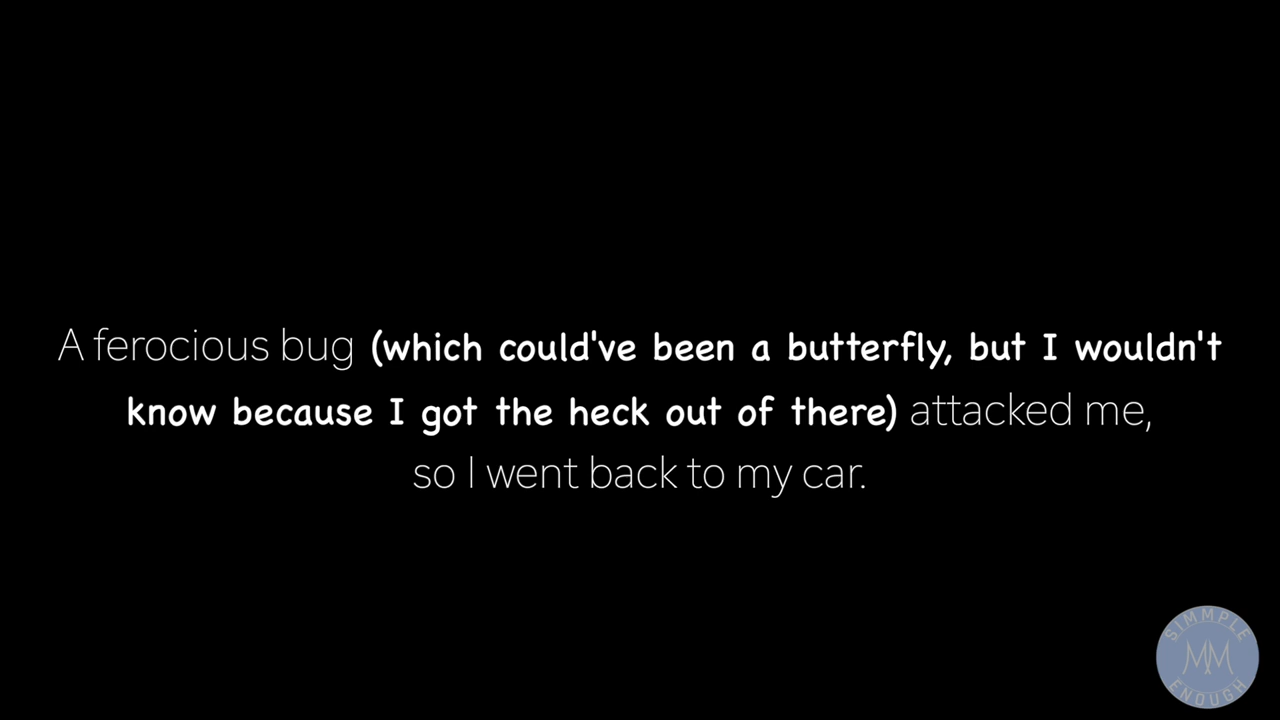 A ferocious bug (which could've been a butterfly, but I wouldn't
know because I got the heck out of there) attacked me,
so I went back to my car.
SIMMPLE
MM
ENOUGH